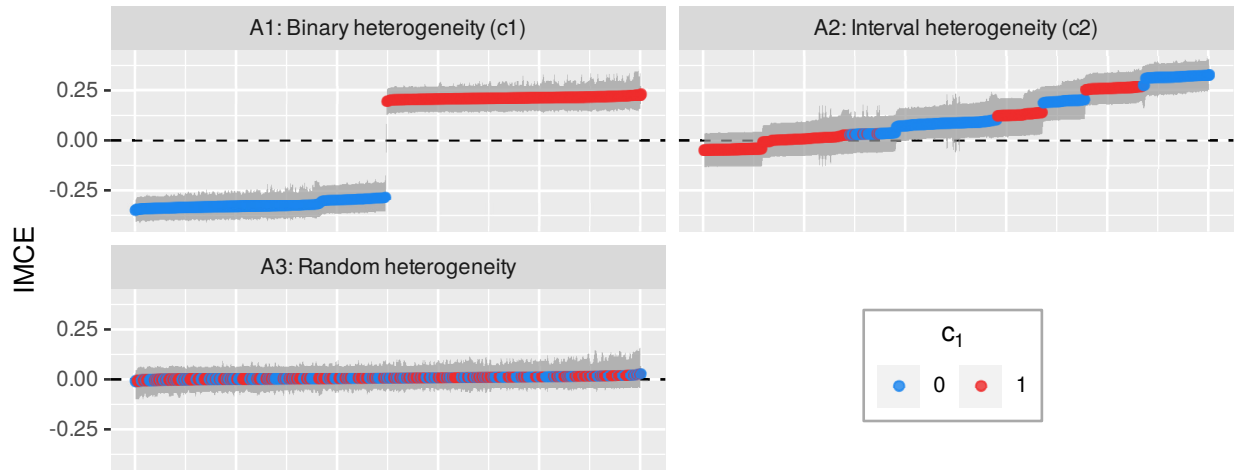 A1: Binary heterogeneity (c1)
A2: Interval heterogeneity (c2)
0.25
0.00
-0.25
IMCE
A3: Random heterogeneity
0.25
0.00
-0.25
c1
0 1